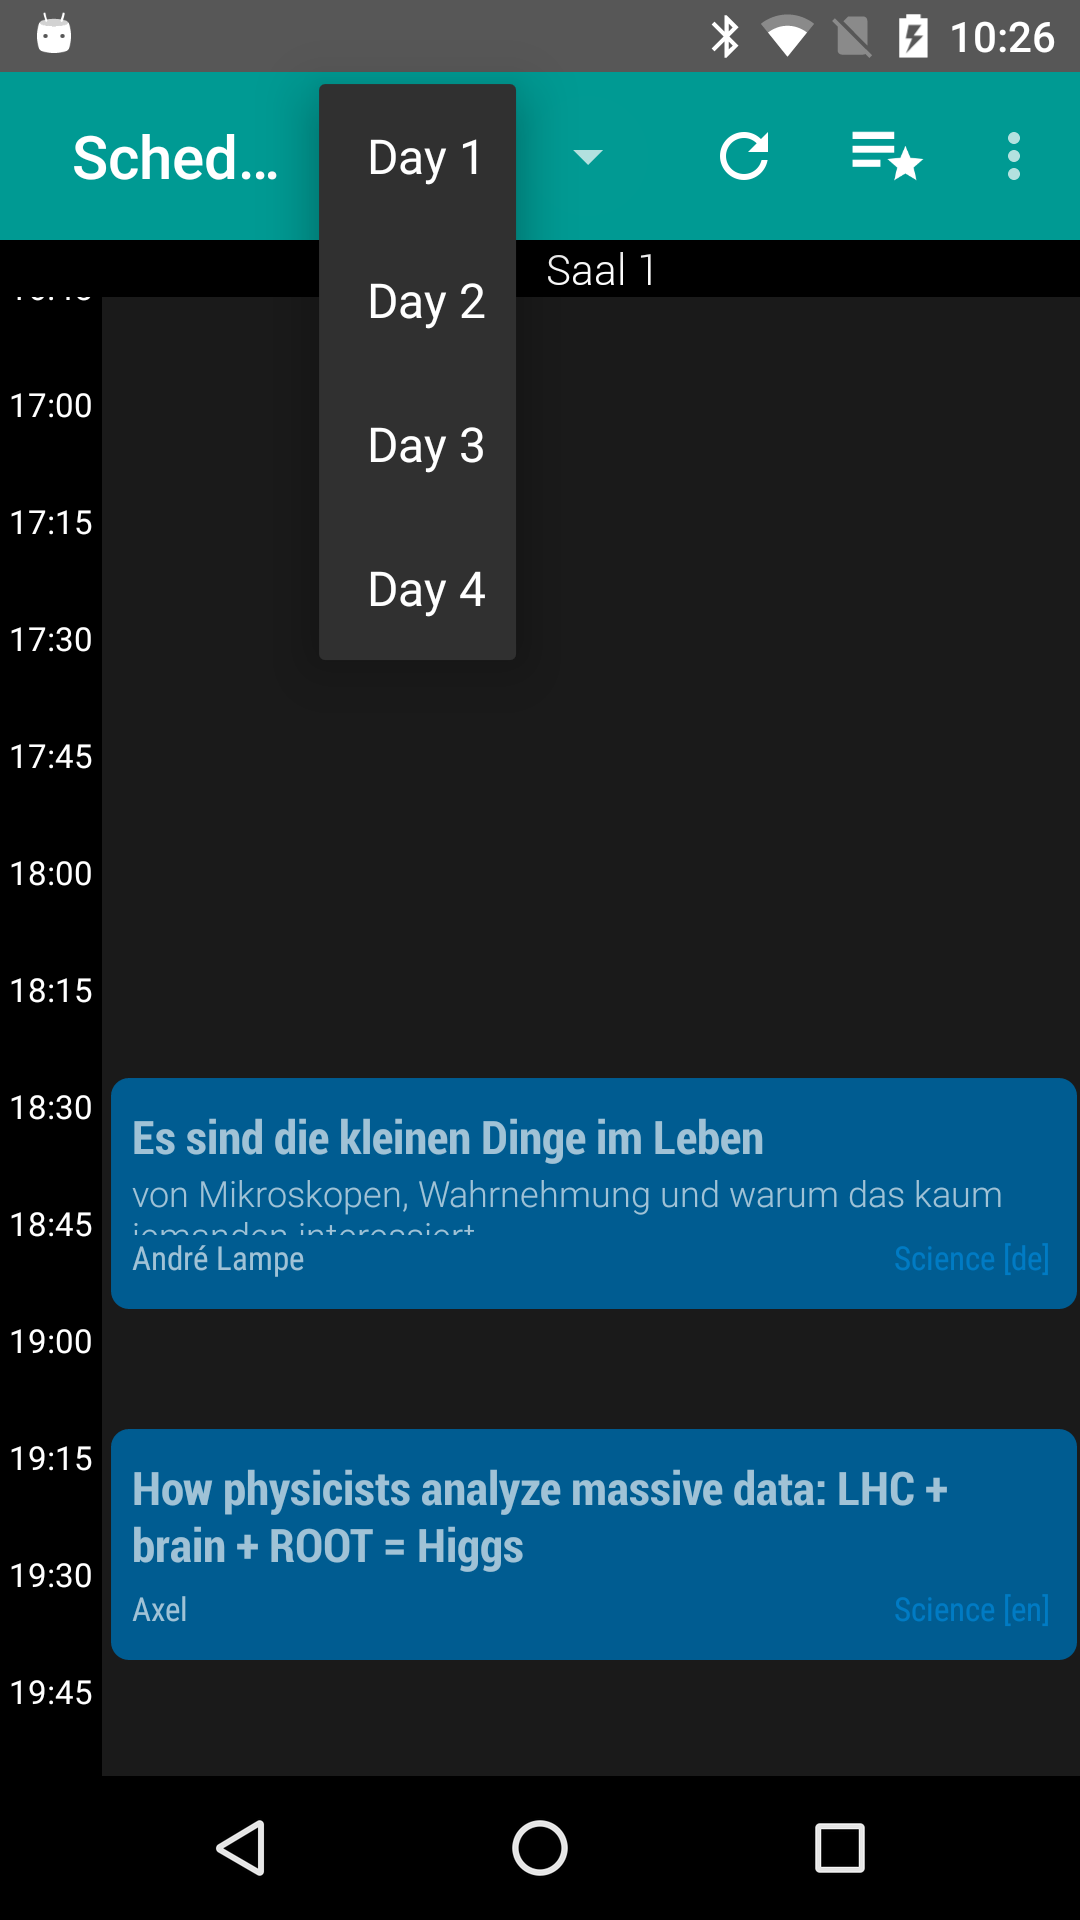 10:26
Sched...
Day 1
Day 2
Day 3
Day 4
Saal 1
17:00
17:15
17:30
17:45
18:00
18:15
18:30
18:45
19:00
19:15
19:30
19:45
Es sind die kleinen Dinge im Leben
von Mikroskopen, Wahrnehmung und warum das kaum
jemanden interessiert
André Lampe
Science [de]
How physicists analyze massive data: LHC +
brain + ROOT = Higgs
Axel
Science [en]